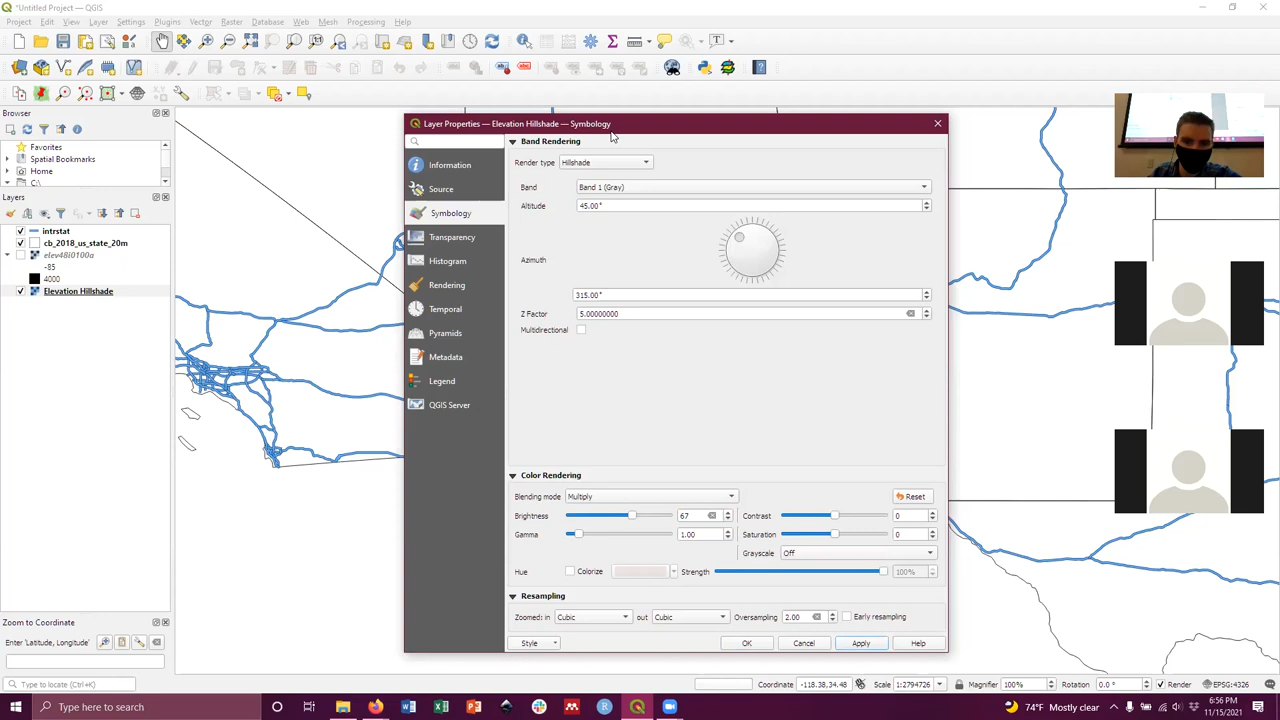 *Untitled Project — QGIS
Project Edit View Layer Settings Plugins Vector Raster Database Web Mesh Processing Help
Browser
Favorites
Spatial Bookmarks
Home
C:\
Layers
intrstat
cb_2018_us_state_20m
elev48i0100a
-85
4000
Elevation Hillshade
Zoom to Coordinate
Enter 'Latitude, Longitude'
Layer Properties — Elevation Hillshade — Symbology
Information
Source
Symbology
Transparency
Histogram
Rendering
Temporal
Pyramids
Metadata
Legend
QGIS Server
Band Rendering
Render type Hillshade
Band Band 1 (Gray)
Altitude 45.00°
Azimuth
315.00°
Z Factor 5.00000000
Multidirectional
Color Rendering
Blending mode Multiply Reset
Brightness 67 Contrast 0
Gamma 1.00 Saturation 0
Grayscale Off
Hue Colorize Strength 100%
Resampling
Zoomed: in Cubic out Cubic Oversampling 2.00 Early resampling
Style OK Cancel Apply Help
Type to locate (Ctrl+K) Coordinate -118.38,34.48 Scale 1:2794726 Magnifier 100% Rotation 0.0 ° Render EPSG:4326
Type here to search 74°F Mostly clear 6:56 PM
11/15/2021